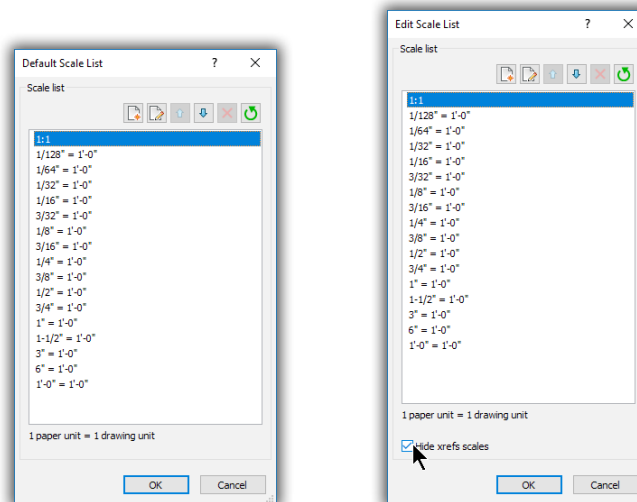 Default Scale List
?
Scale list
1:1
1/128" = 1'-0"
1/64" = 1'-0"
1/32" = 1'-0"
1/16" = 1'-0"
3/32" = 1'-0"
1/8" = 1'-0"
3/16" = 1'-0"
1/4" = 1'-0"
3/8" = 1'-0"
1/2" = 1'-0"
3/4" = 1'-0"
1" = 1'-0"
1-1/2" = 1'-0"
3" = 1'-0"
6" = 1'-0"
1'-0" = 1'-0"
1 paper unit = 1 drawing unit
OK
Cancel
Edit Scale List
?
Scale list
1:1
1/128" = 1'-0"
1/64" = 1'-0"
1/32" = 1'-0"
1/16" = 1'-0"
3/32" = 1'-0"
1/8" = 1'-0"
3/16" = 1'-0"
1/4" = 1'-0"
3/8" = 1'-0"
1/2" = 1'-0"
3/4" = 1'-0"
1" = 1'-0"
1-1/2" = 1'-0"
3" = 1'-0"
6" = 1'-0"
1'-0" = 1'-0"
1 paper unit = 1 drawing unit
Hide xrefs scales
OK
Cancel